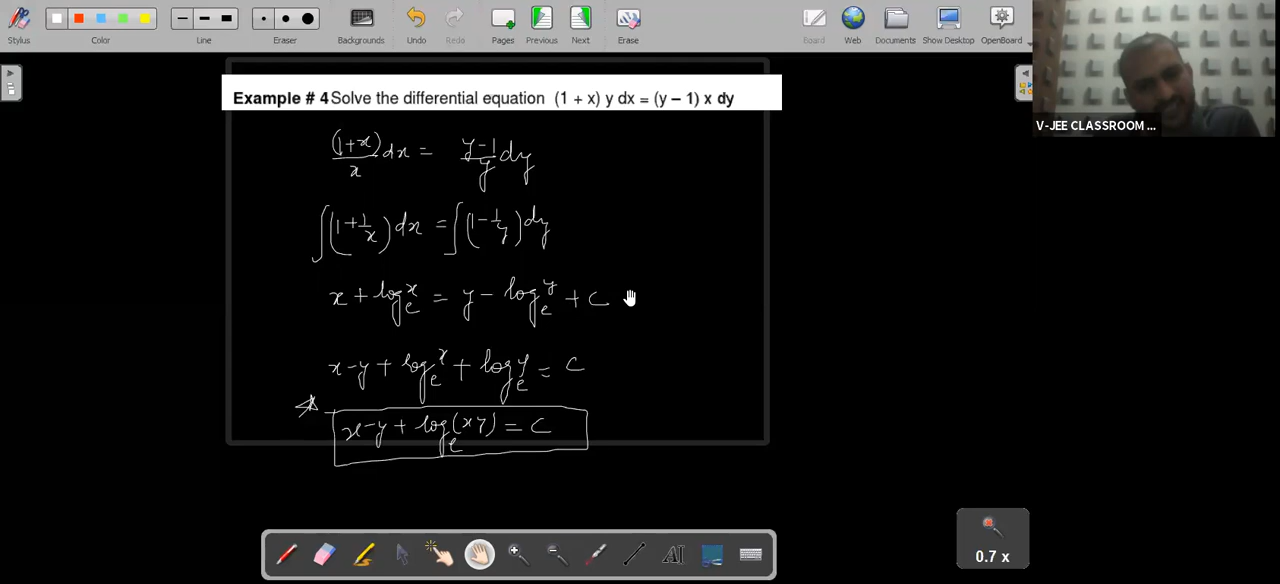 Stylus Color Line Eraser Backgrounds Undo Redo Pages Previous Next Erase board Web Documents Show Desktop OpenBoard
V-JEE CLASSROOM ...
Example # 4 Solve the differential equation (1 + x) y dx = (y – 1) x dy
(1+x)/x dx = y-1/y dy
∫(1+1/x) dx = ∫(1-1/y) dy
x + logₑx = y - logₑy + C
x-y + logₑx + logₑy = C
x-y + logₑ(xy) = C
0.7 x